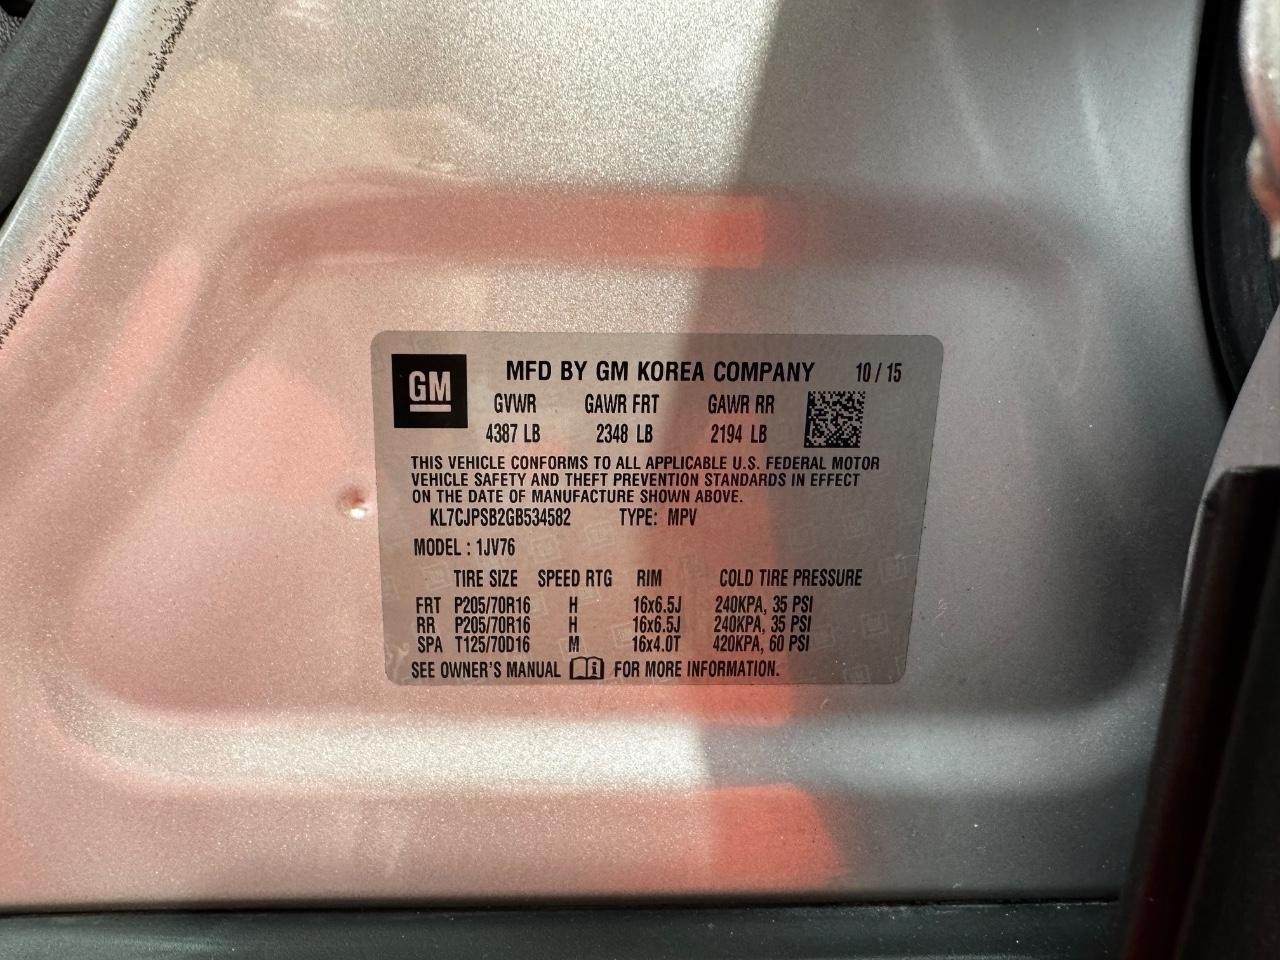 GM
MFD BY GM KOREA COMPANY 10 / 15
GVWR GAWR FRT GAWR RR
4387 LB 2348 LB 2194 LB
THIS VEHICLE CONFORMS TO ALL APPLICABLE U.S. FEDERAL MOTOR
VEHICLE SAFETY AND THEFT PREVENTION STANDARDS IN EFFECT
ON THE DATE OF MANUFACTURE SHOWN ABOVE.
KL7CJPSB2GB534582 TYPE: MPV
MODEL : 1JV76
TIRE SIZE SPEED RTG RIM COLD TIRE PRESSURE
FRT P205/70R16 H 16x6.5J 240KPA, 35 PSI
RR P205/70R16 H 16x6.5J 240KPA, 35 PSI
SPA T125/70D16 M 16x4.0T 420KPA, 60 PSI
SEE OWNER'S MANUAL FOR MORE INFORMATION.